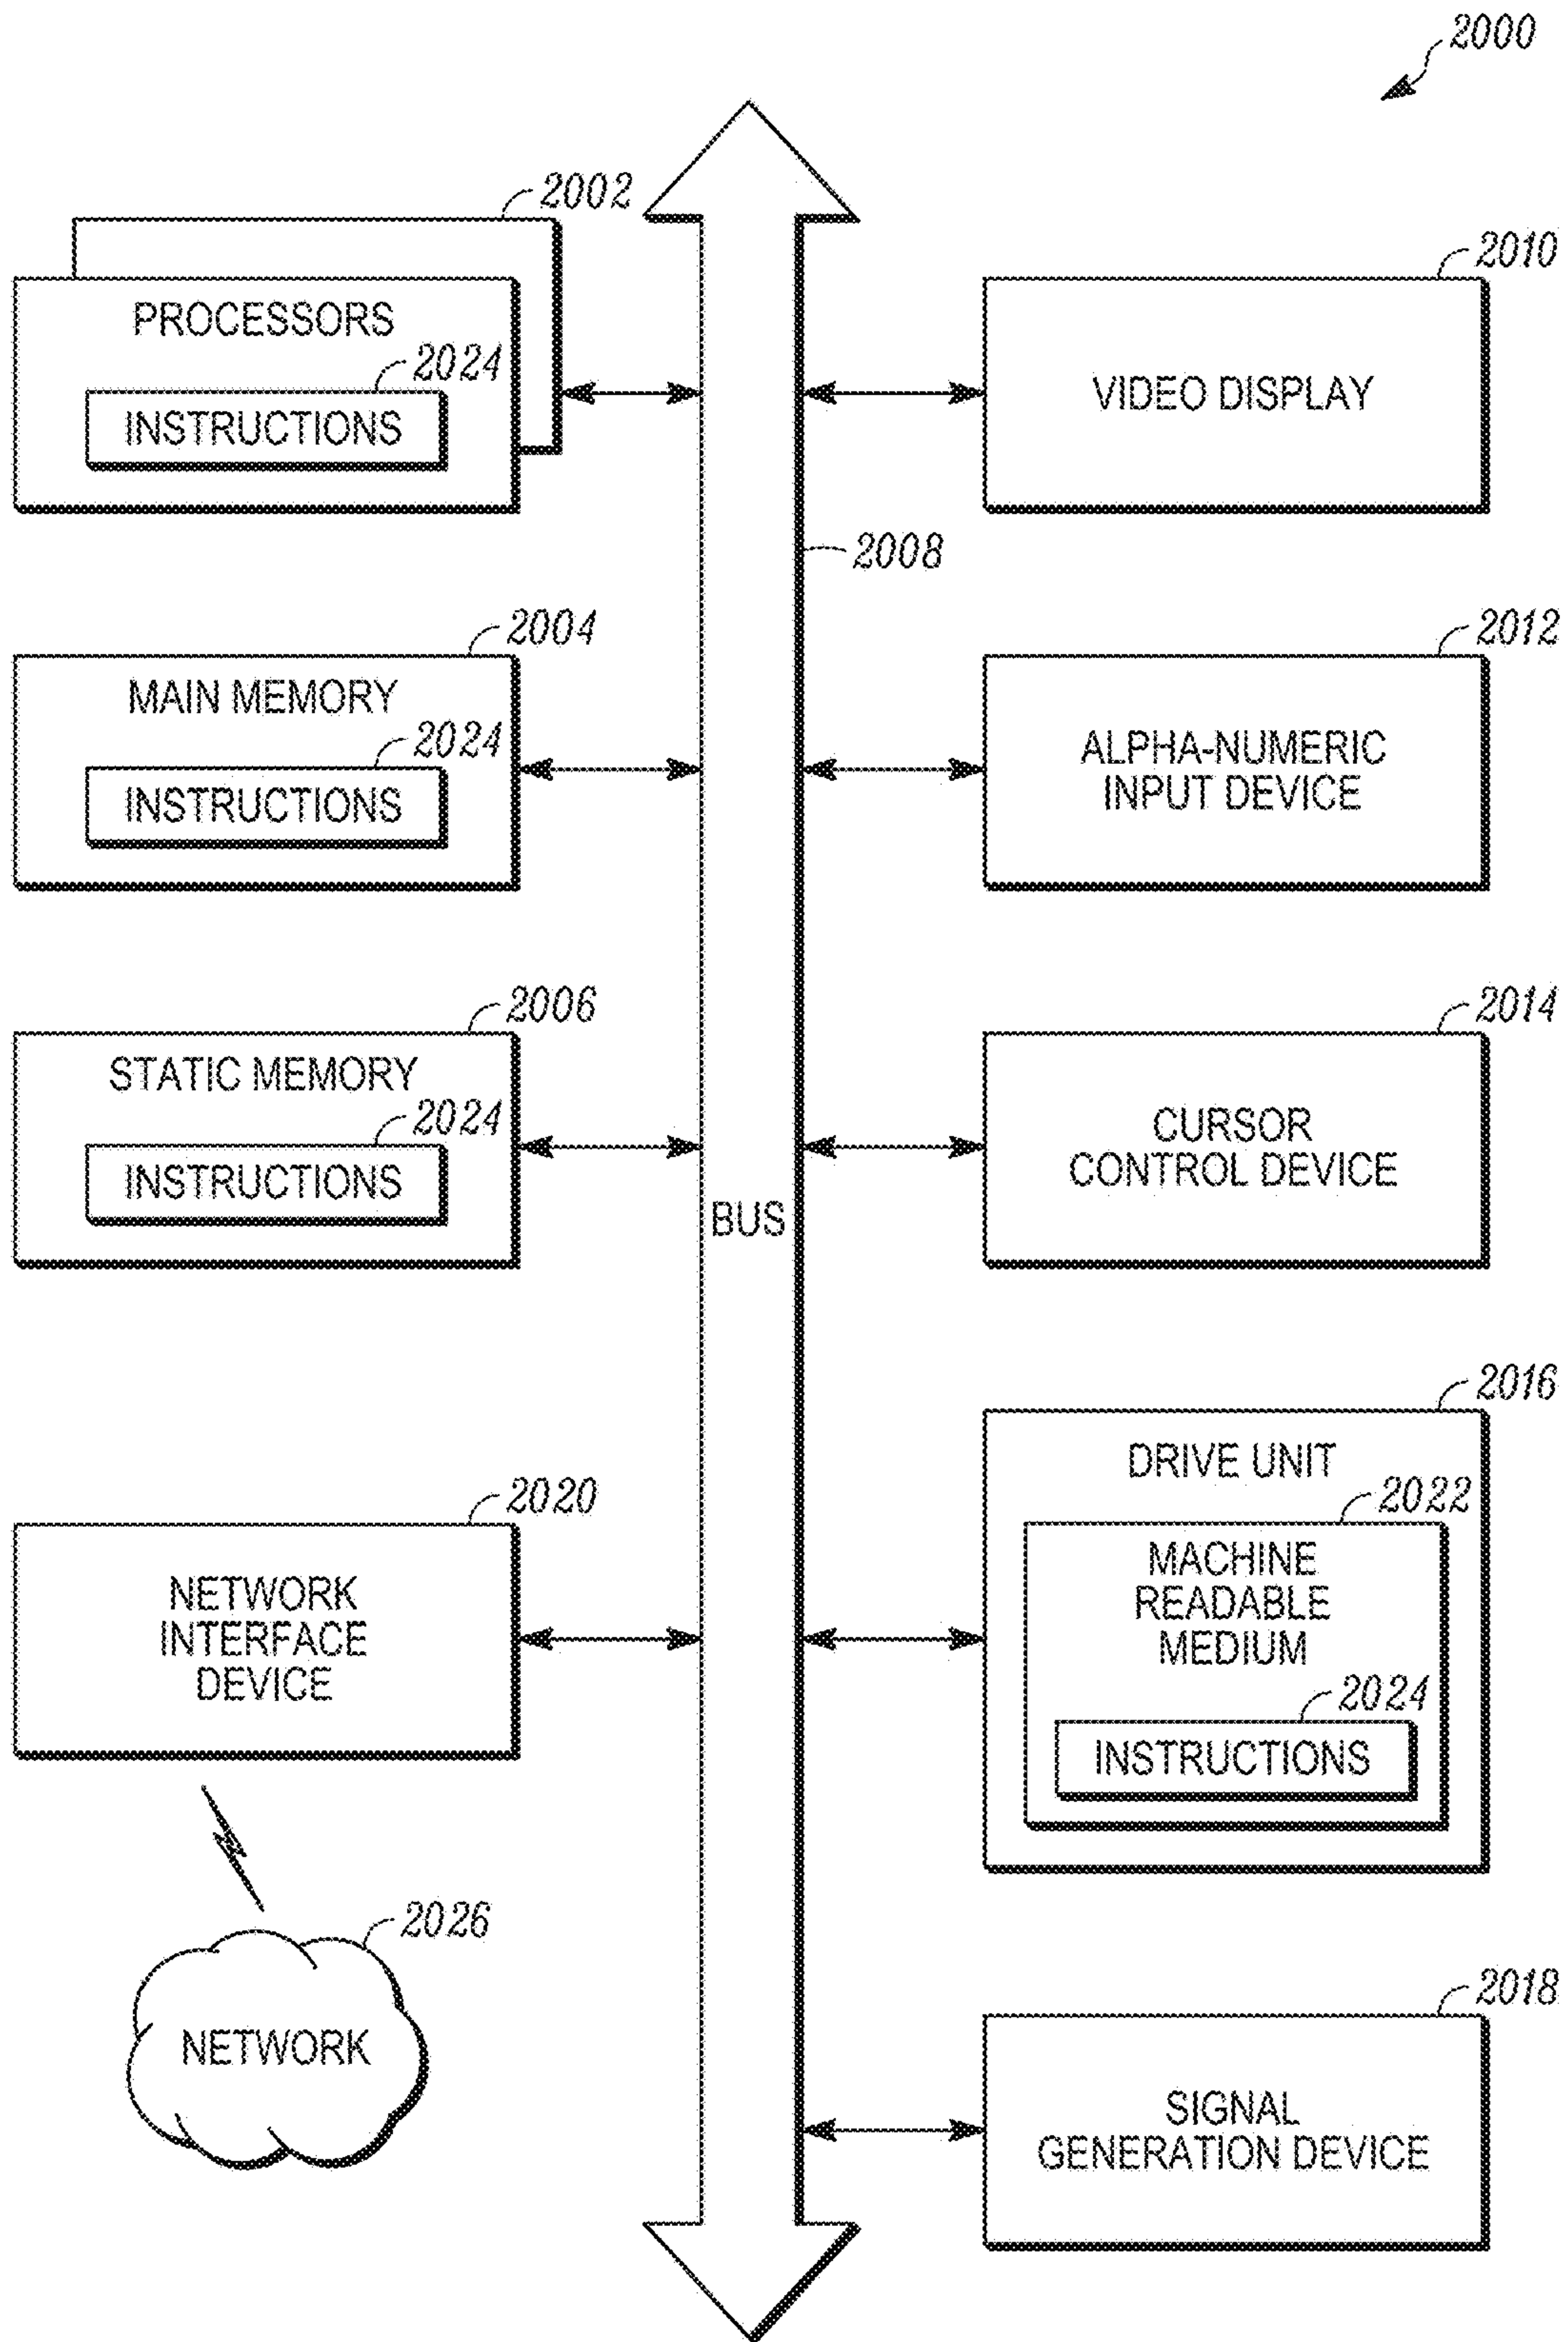 2000
2002
PROCESSORS
2024
INSTRUCTIONS
2004
MAIN MEMORY
2024
INSTRUCTIONS
2006
STATIC MEMORY
2024
INSTRUCTIONS
2020
NETWORK
INTERFACE
DEVICE
2026
NETWORK
2008
BUS
2010
VIDEO DISPLAY
2012
ALPHA-NUMERIC
INPUT DEVICE
2014
CURSOR
CONTROL DEVICE
2016
DRIVE UNIT
2022
MACHINE
READABLE
MEDIUM
2024
INSTRUCTIONS
2018
SIGNAL
GENERATION DEVICE